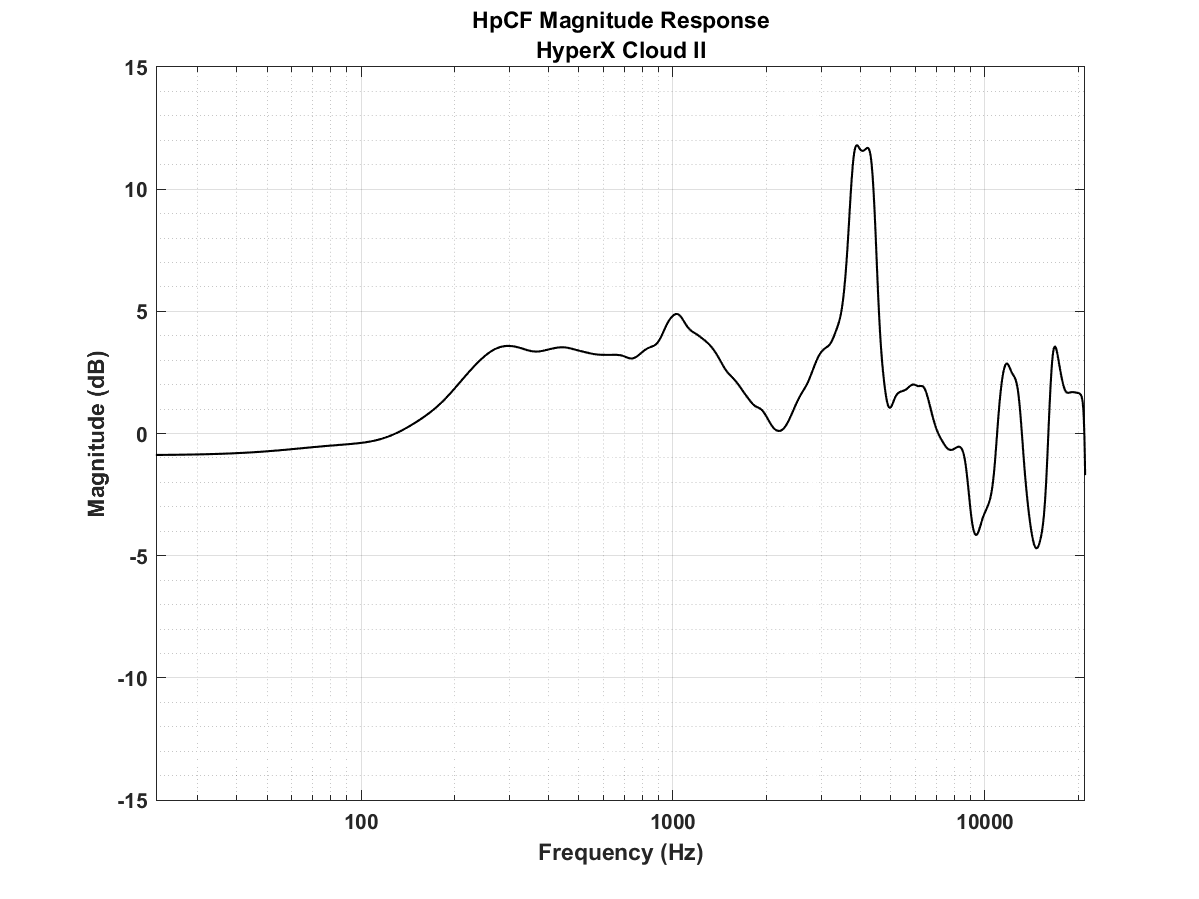 HpCF Magnitude Response
HyperX Cloud II
15
10
5
0
-5
-10
-15
Magnitude (dB)
100
1000
10000
Frequency (Hz)